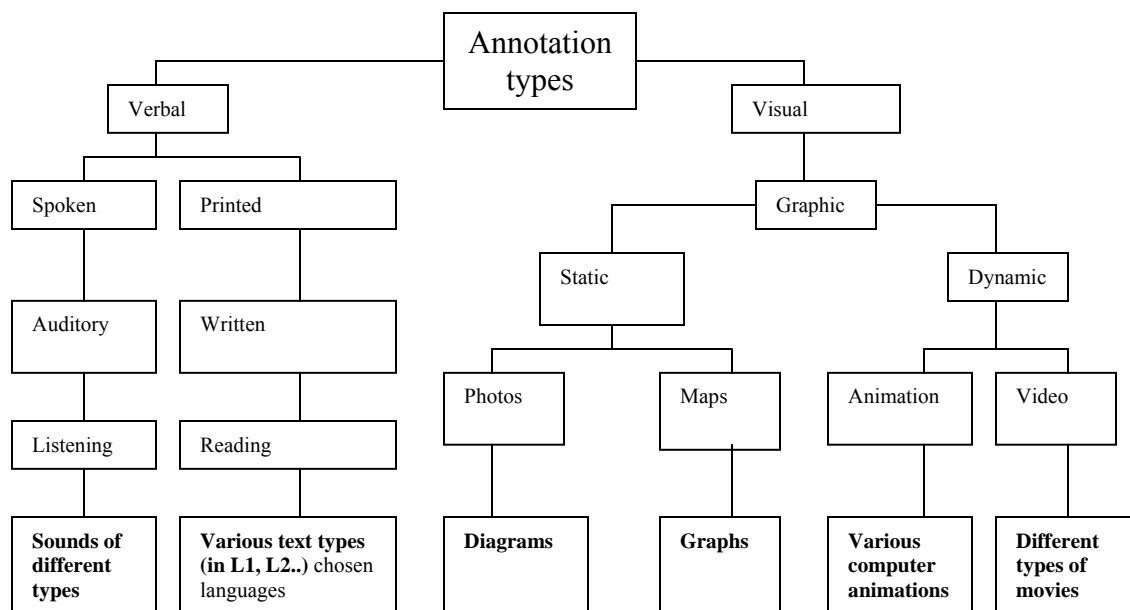 Annotation
types
Verbal
Visual
Spoken
Printed
Graphic
Static
Dynamic
Auditory
Written
Photos
Maps
Animation
Video
Listening
Reading
Sounds of
different
types
Various text types
(in L1, L2..) chosen
languages
Diagrams
Graphs
Various
computer
animations
Different
types of
movies